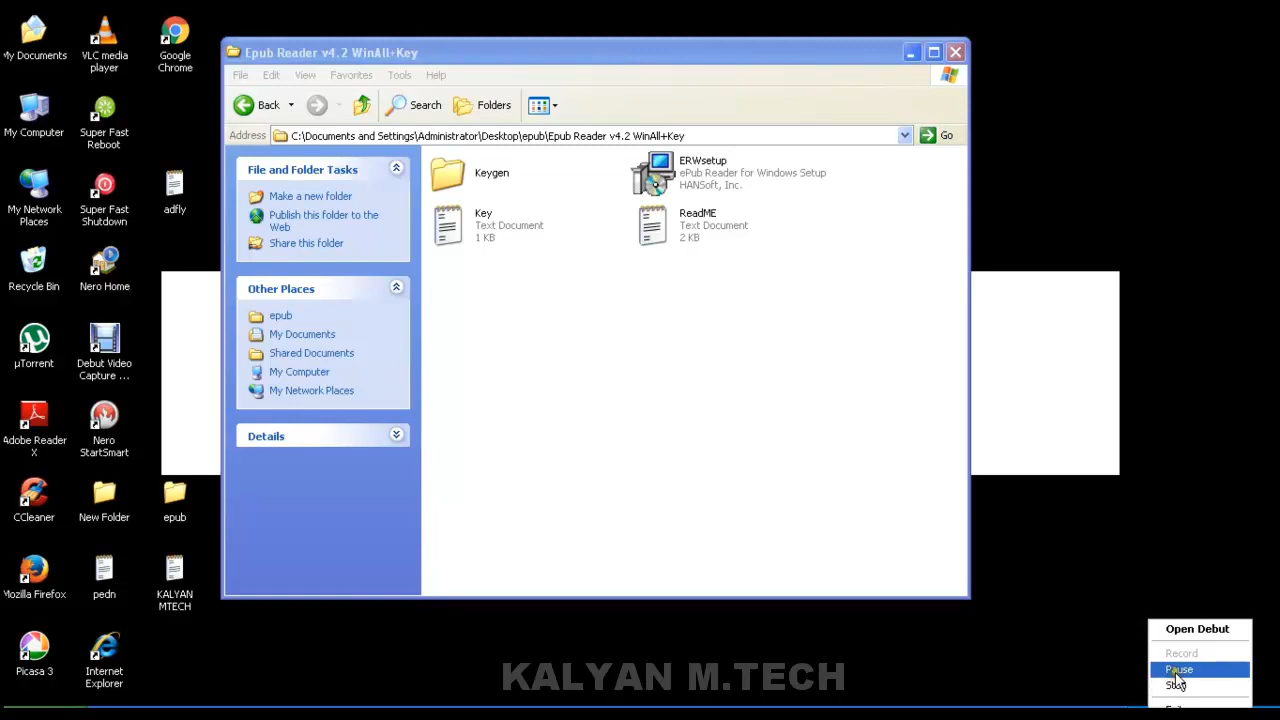 My Documents
VLC media
player
Google
Chrome
My Computer
Super Fast
Reboot
My Network
Places
Super Fast
Shutdown
adfly
Recycle Bin
Nero Home
µTorrent
Debut Video
Capture ...
Adobe Reader
X
Nero
StartSmart
CCleaner
New Folder
epub
Mozilla Firefox
pedn
KALYAN
MTECH
Picasa 3
Internet
Explorer
Epub Reader v4.2 WinAll+Key
File Edit View Favorites Tools Help
Back Search Folders
Address C:\Documents and Settings\Administrator\Desktop\epub\Epub Reader v4.2 WinAll+Key Go
File and Folder Tasks
Make a new folder
Publish this folder to the
Web
Share this folder
Other Places
epub
My Documents
Shared Documents
My Computer
My Network Places
Details
Keygen
ERWsetup
ePub Reader for Windows Setup
HANSoft, Inc.
Key
Text Document
1 KB
ReadME
Text Document
2 KB
Open Debut
Record
Pause
Stop
KALYAN M.TECH